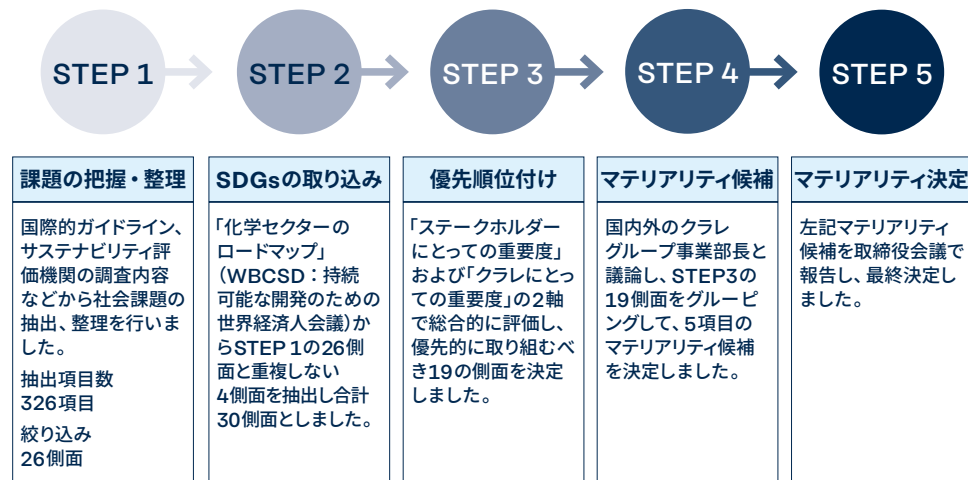 STEP 1
STEP 2
STEP 3
STEP 4
STEP 5
課題の把握・整理
国際的ガイドライン、
サステナビリティ評
価機関の調査内容
などから社会課題の
抽出、整理を行いま
した。
抽出項目数
326項目
絞り込み
26側面
SDGsの取り込み
「化学セクターの
ロードマップ」
（WBCSD：持続
可能な開発のための
世界経済人会議）か
らSTEP 1の26側
面と重複しない
4側面を抽出し合計
30側面としました。
優先順位付け
「ステークホルダー
にとっての重要度」
および「クラレにとっ
ての重要度」の2軸
で総合的に評価し、
優先的に取り組むべ
き19の側面を決定
しました。
マテリアリティ候補
国内外のクラレ
グループ事業部長と
議論し、STEP3の
19側面をグルーピ
ングして、5項目の
マテリアリティ候補
を決定しました。
マテリアリティ決定
左記マテリアリティ
候補を取締役会議で
報告し、最終決定し
ました。